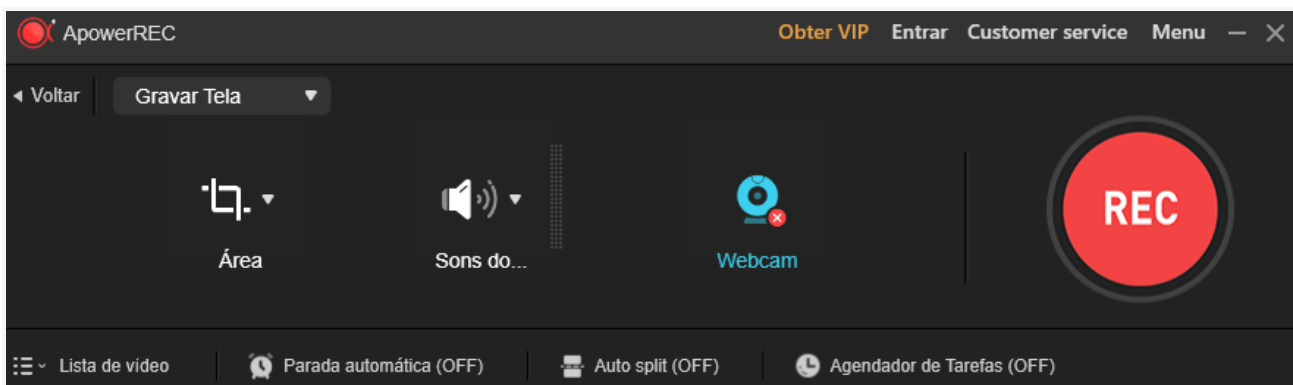 ApowerREC Obter VIP Entrar Customer service Menu
Voltar Gravar Tela
REC
Área Sons do... Webcam
Lista de vídeo Parada automática (OFF) Auto split (OFF) Agendador de Tarefas (OFF)